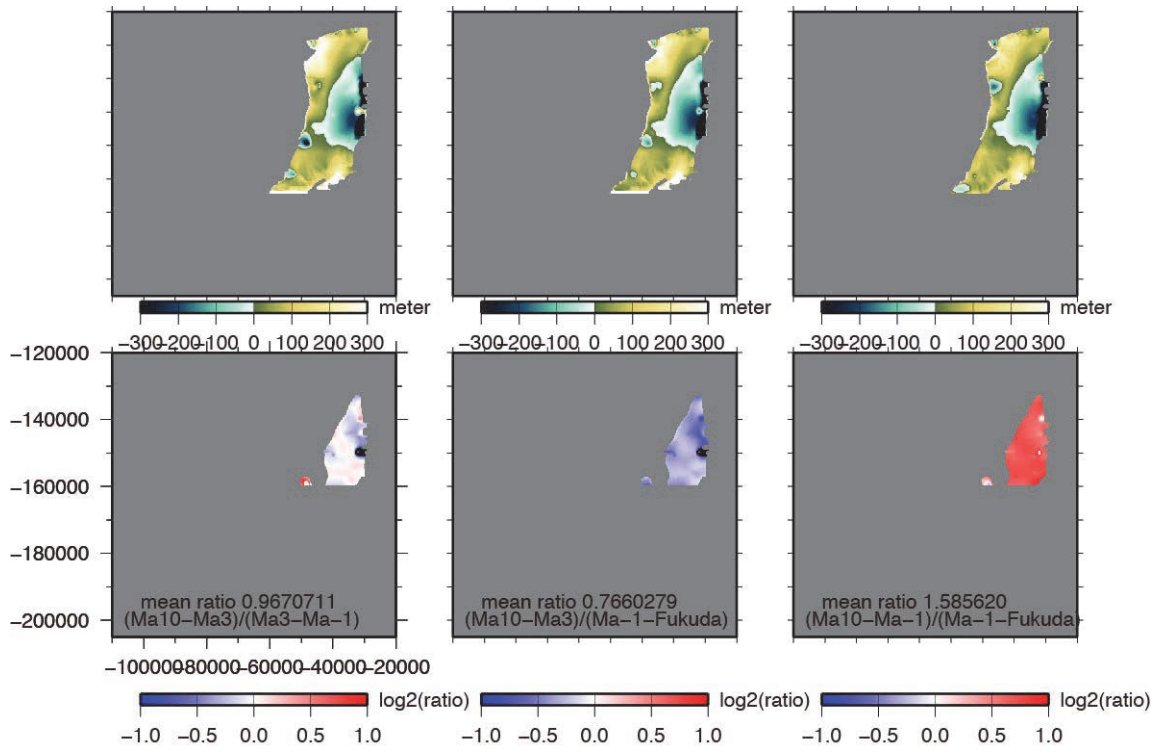 meter meter meter
−300−200−100 0 100 200 300 −300−200−100 0 100 200 300 −300−200−100 0 100 200 300
−120000
−140000
−160000
−180000
−200000
mean ratio 0.9670711 mean ratio 0.7660279 mean ratio 1.585620
(Ma10−Ma3)/(Ma3−Ma−1) (Ma10−Ma3)/(Ma−1−Fukuda) (Ma10−Ma−1)/(Ma−1−Fukuda)
−100000−80000−60000−40000−20000
log2(ratio) log2(ratio) log2(ratio)
−1.0 −0.5 0.0 0.5 1.0 −1.0 −0.5 0.0 0.5 1.0 −1.0 −0.5 0.0 0.5 1.0